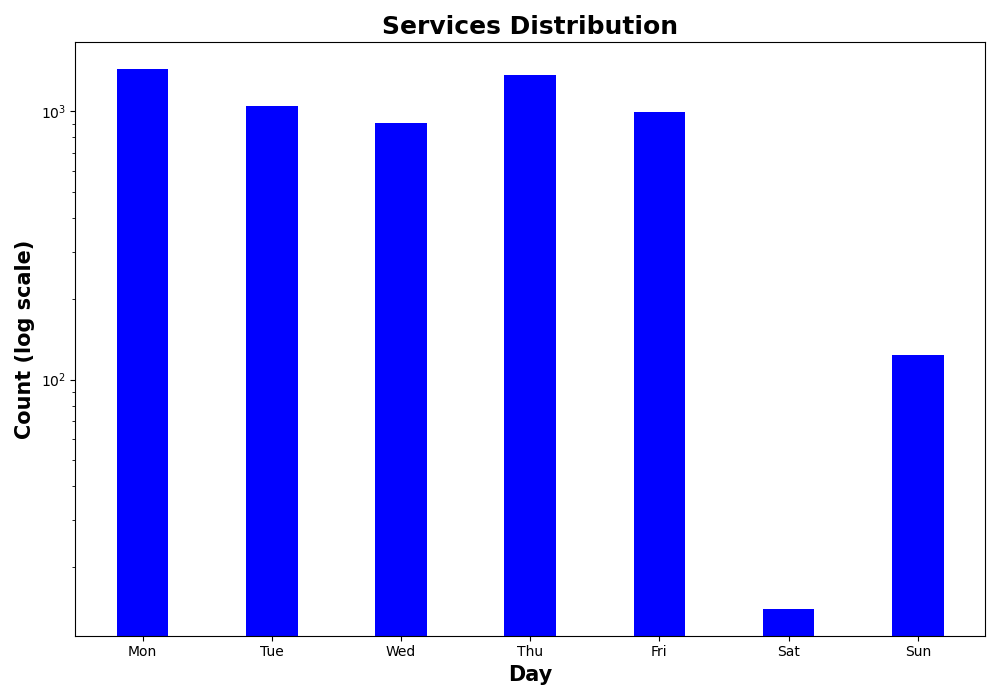 Services Distribution
Count (log scale)
10³
10²
Mon Tue Wed Thu Fri Sat Sun
Day